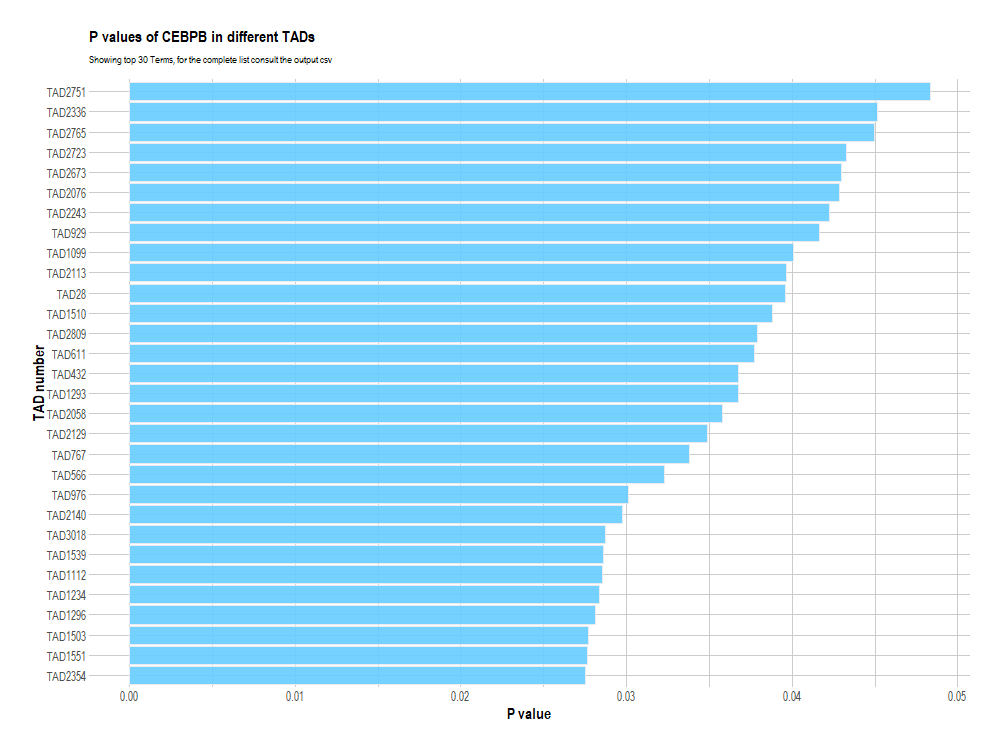 P values of CEBPB in different TADs
Showing top 30 Terms, for the complete list consult the output csv
TAD number
TAD2751
TAD2336
TAD2765
TAD2723
TAD2673
TAD2076
TAD2243
TAD929
TAD1099
TAD2113
TAD28
TAD1510
TAD2809
TAD611
TAD432
TAD1293
TAD2058
TAD2129
TAD767
TAD566
TAD976
TAD2140
TAD3018
TAD1539
TAD1112
TAD1234
TAD1296
TAD1503
TAD1551
TAD2354
0.00 0.01 0.02 0.03 0.04 0.05
P value